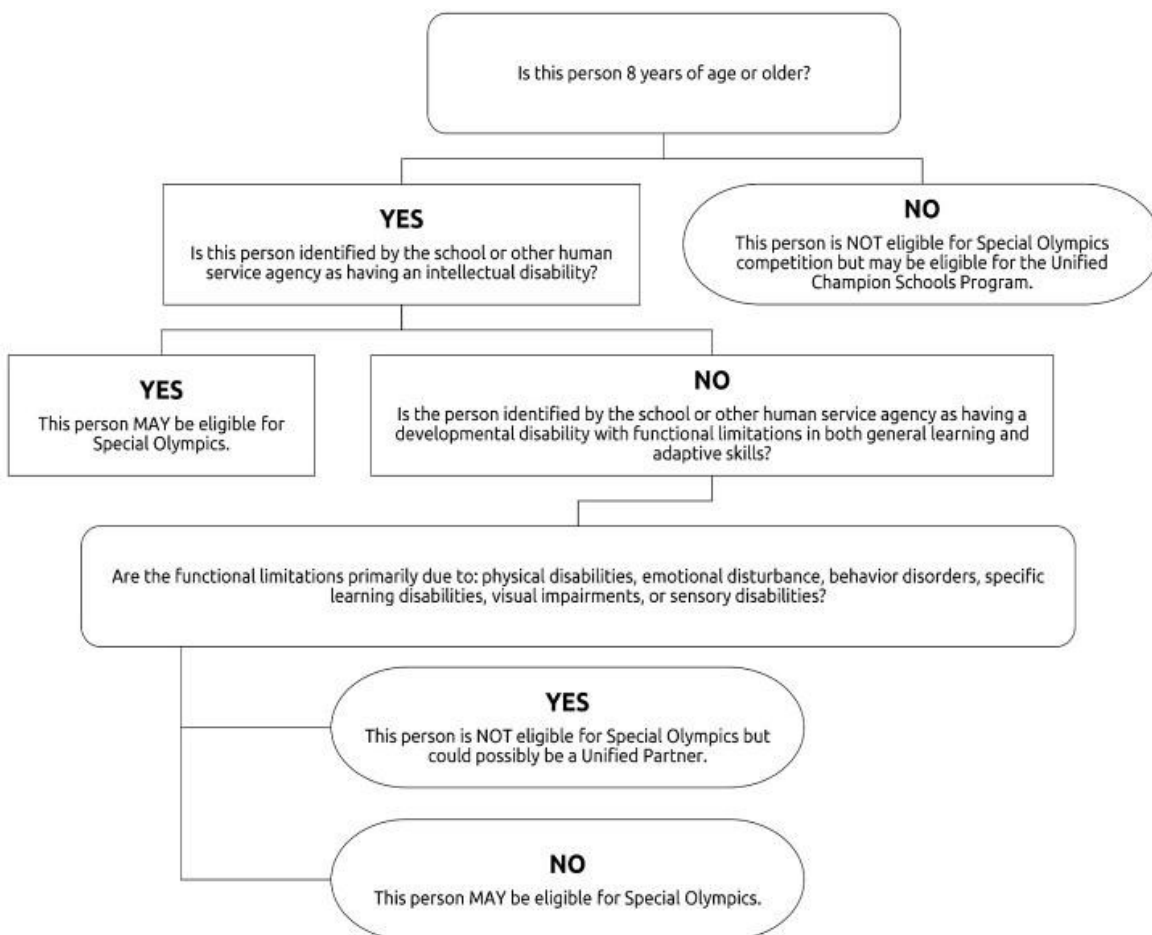 Is this person 8 years of age or older?
YES
Is this person identified by the school or other human
service agency as having an intellectual disability?
NO
This person is NOT eligible for Special Olympics
competition but may be eligible for the Unified
Champion Schools Program.
YES
This person MAY be eligible for
Special Olympics.
NO
Is the person identified by the school or other human service agency as having a
developmental disability with functional limitations in both general learning and
adaptive skills?
Are the functional limitations primarily due to: physical disabilities, emotional disturbance, behavior disorders, specific
learning disabilities, visual impairments, or sensory disabilities?
YES
This person is NOT eligible for Special Olympics but
could possibly be a Unified Partner.
NO
This person MAY be eligible for Special Olympics.